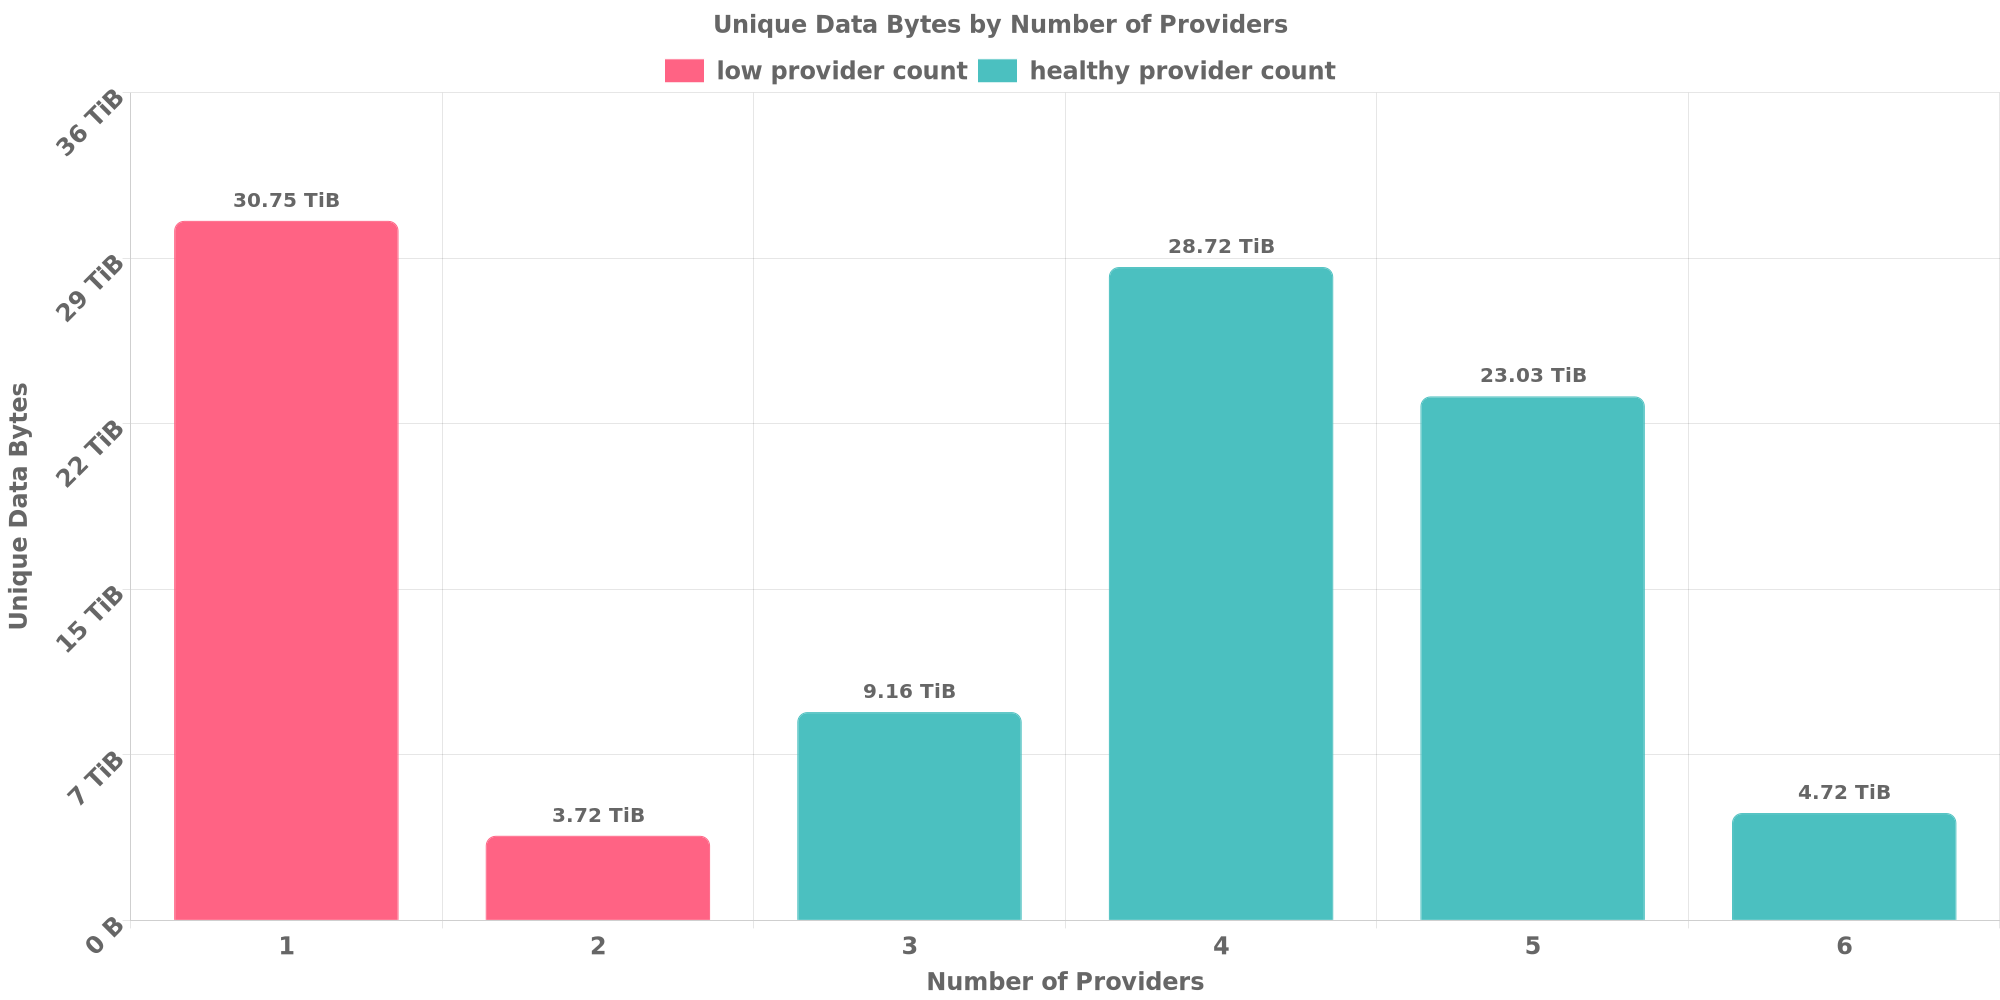 Unique Data Bytes by Number of Providers
low provider count
healthy provider count
36 TiB
29 TiB
22 TiB
15 TiB
7 TiB
0 B
Unique Data Bytes
30.75 TiB
3.72 TiB
9.16 TiB
28.72 TiB
23.03 TiB
4.72 TiB
1
2
3
4
5
6
Number of Providers